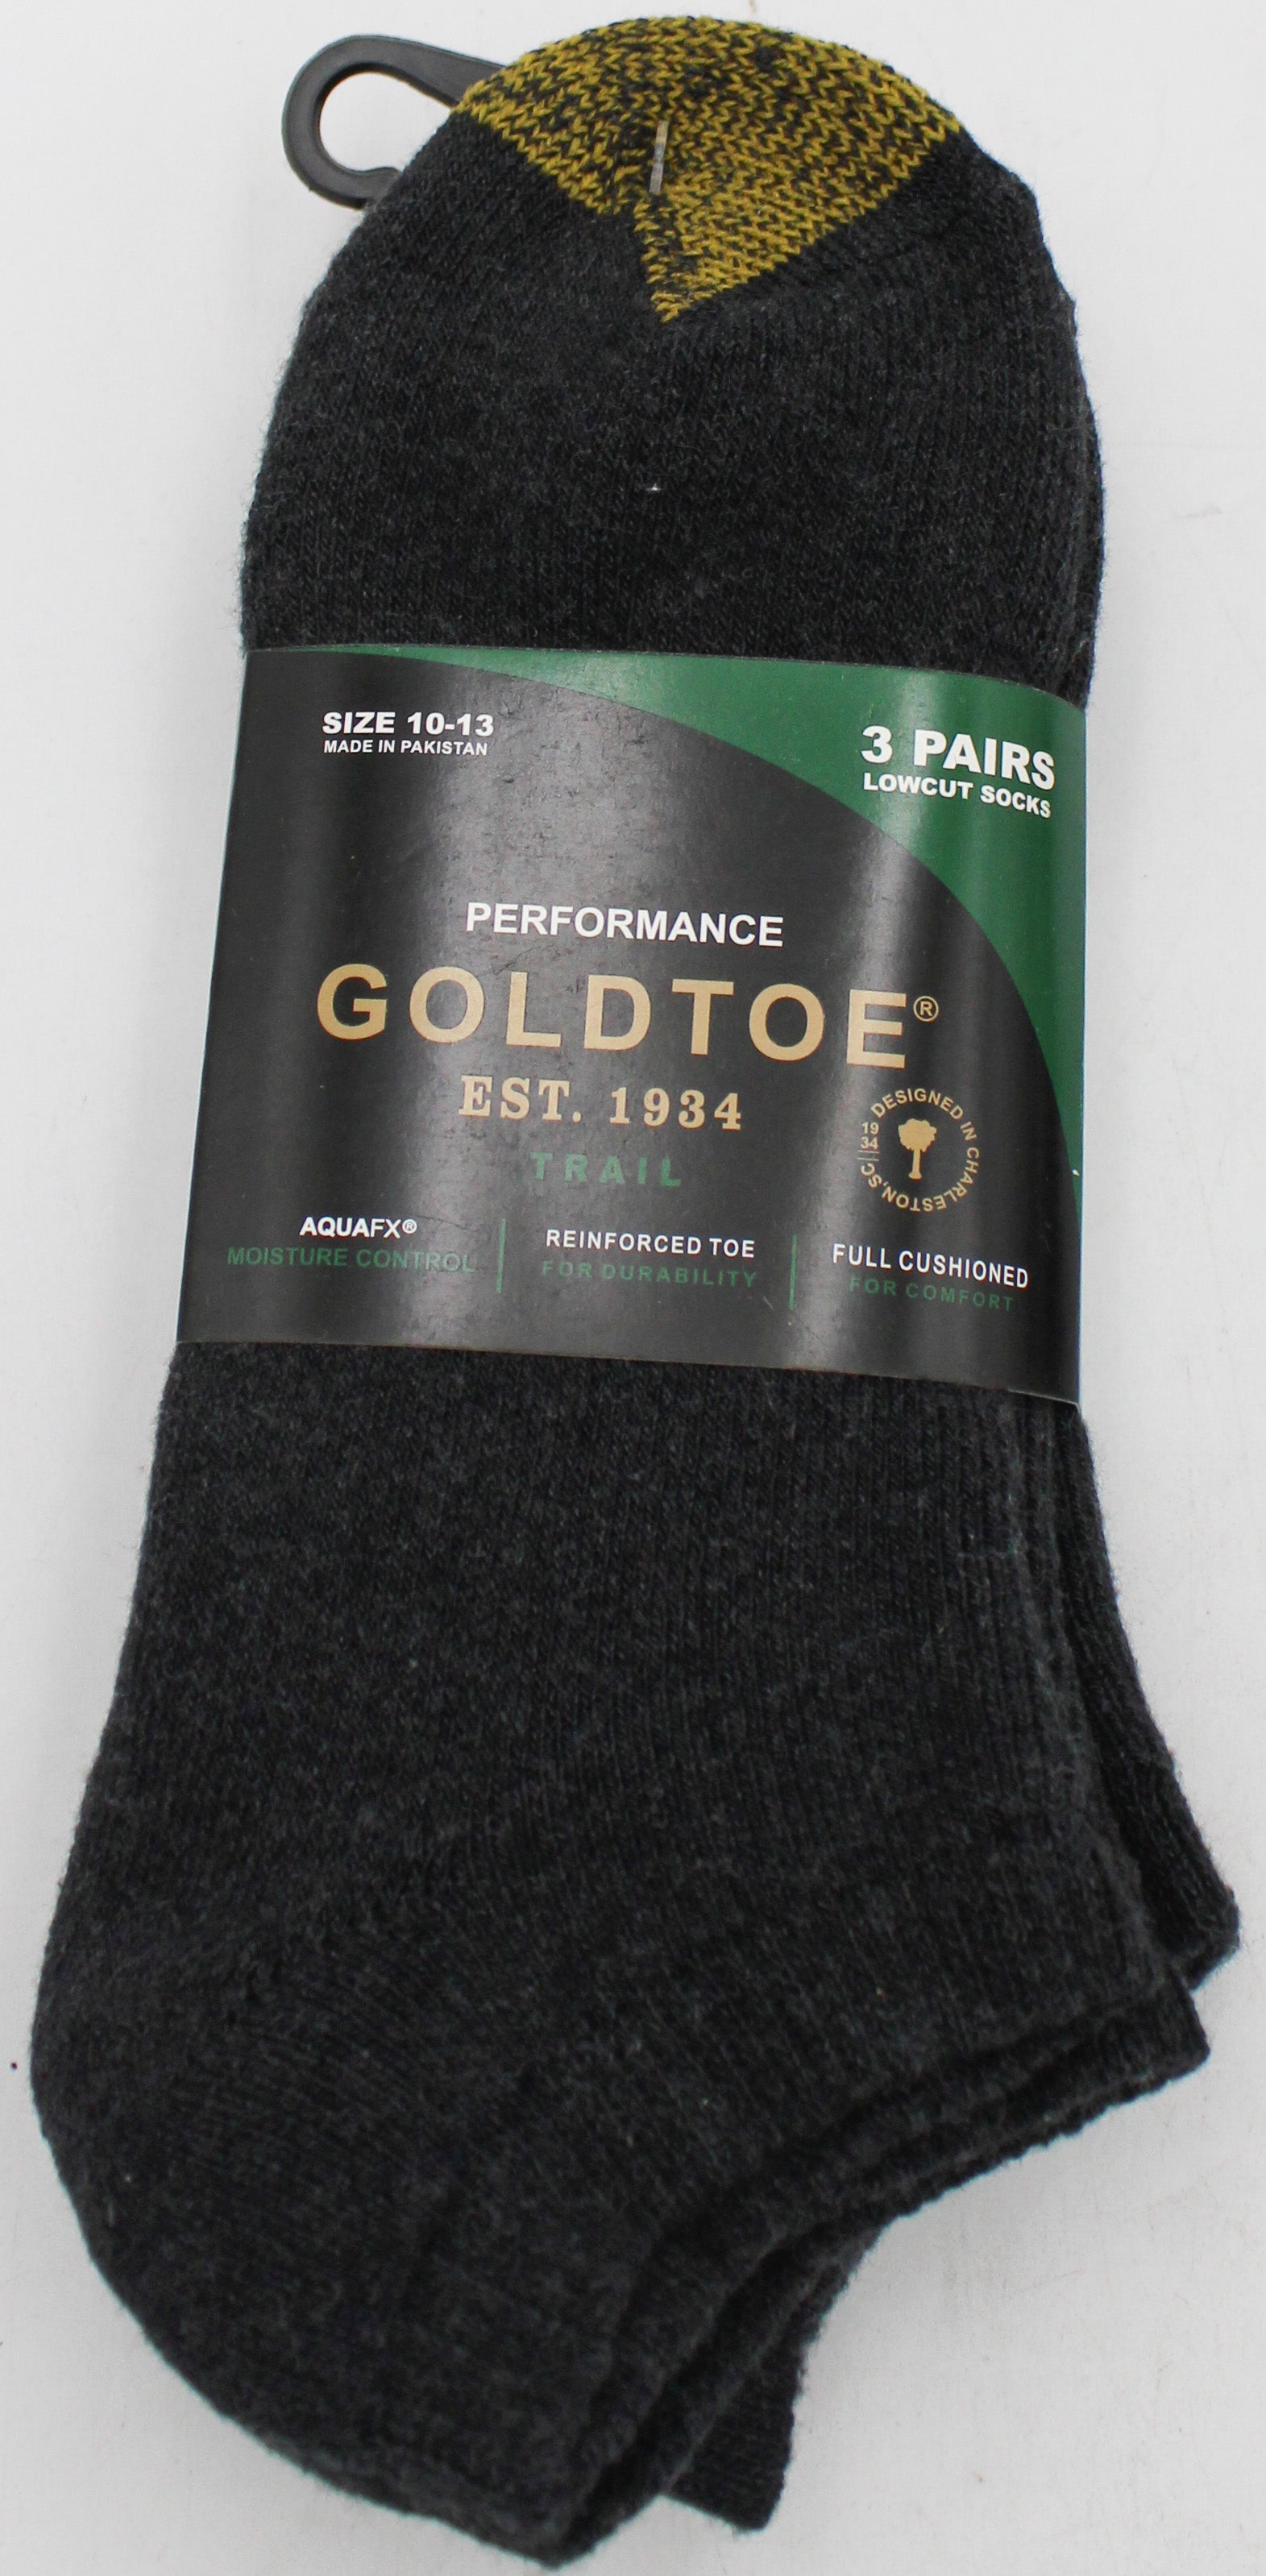 SIZE 10-13
MADE IN PAKISTAN
3 PAIRS
LOWCUT SOCKS
PERFORMANCE
GOLDTOE®
EST. 1934
TRAIL
DESIGNED IN CHARLESTON, SC
19
34
AQUAFX®
MOISTURE CONTROL
REINFORCED TOE
FOR DURABILITY
FULL CUSHIONED
FOR COMFORT